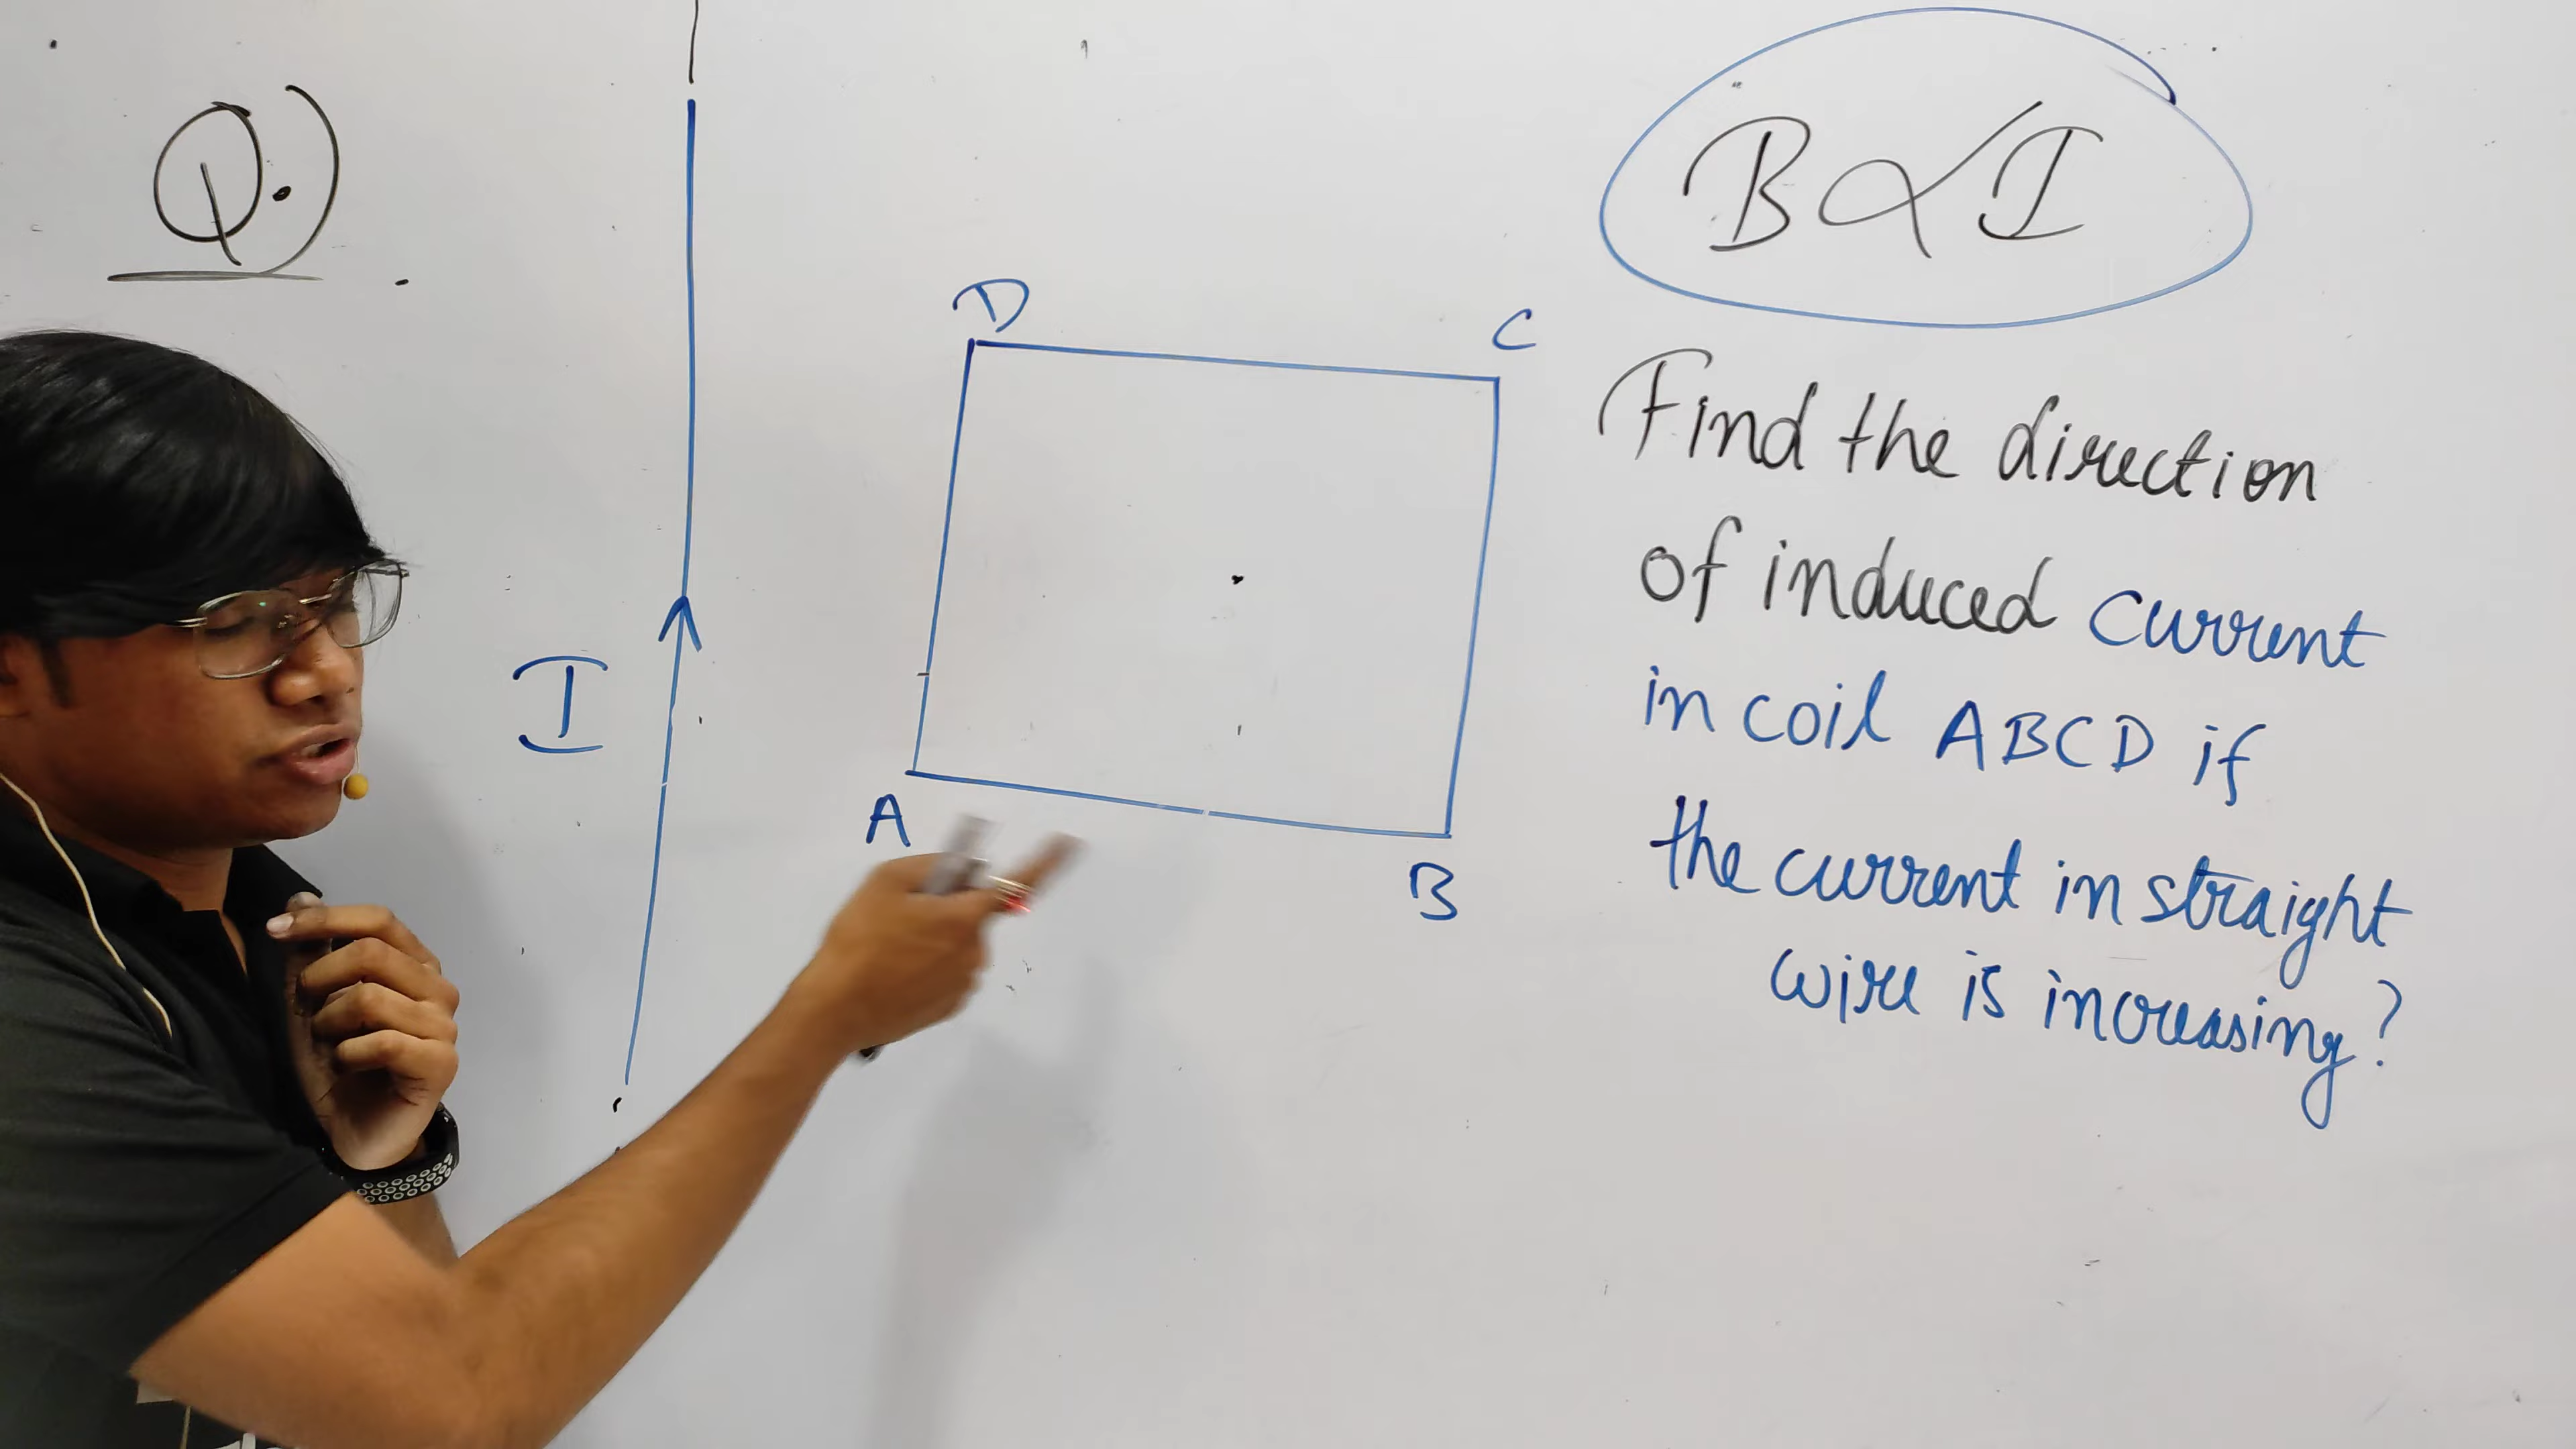 Q.)
B ∝ I
D
C
Find the direction
of induced current
I
in coil ABCD if
A
the current in straight
B
wire is increasing?